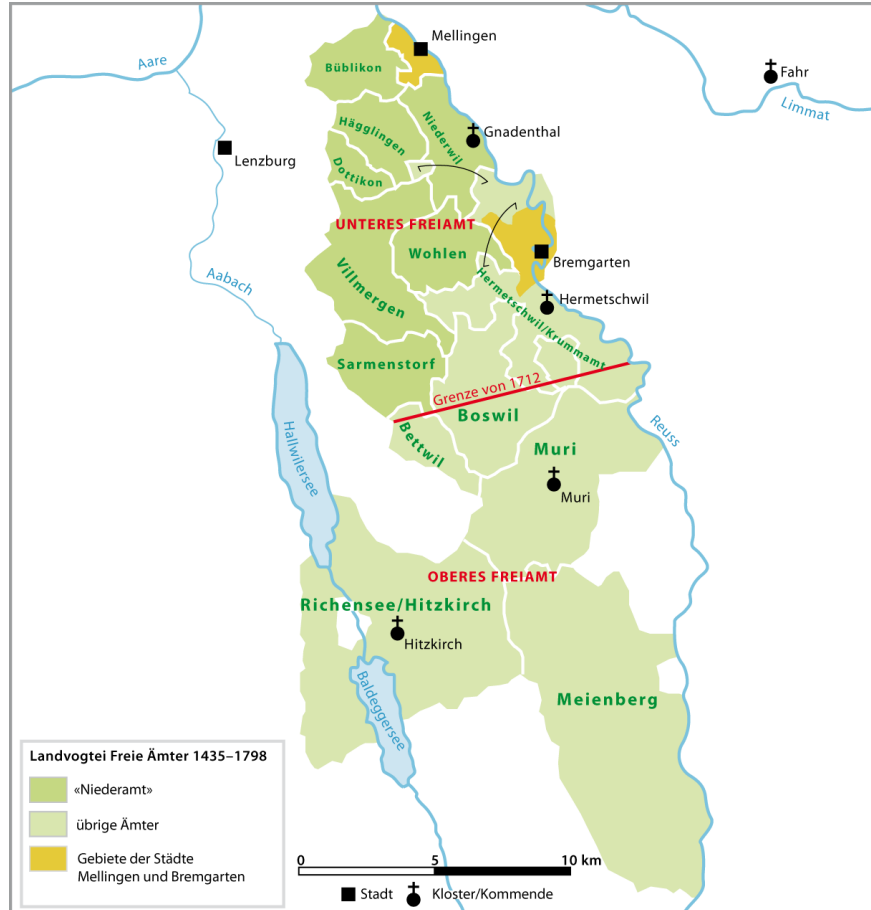 Mellingen
Aare
Büblikon
Fahr
Limmat
Hägglingen
Niederwil
Gnadenthal
Lenzburg
Dottikon
UNTERES FREIAMT
Wohlen
Bremgarten
Aabach
Villmergen
Hermetschwil/Krummamt
Hermetschwil
Sarmenstorf
Grenze von 1712
Boswil
Reuss
Hallwilersee
Bettwil
Muri
Muri
OBERES FREIAMT
Richensee/Hitzkirch
Hitzkirch
Baldeggersee
Meienberg
Landvogtei Freie Ämter 1435–1798
«Niederamt»
übrige Ämter
Gebiete der Städte
Mellingen und Bremgarten
0 5 10 km
Stadt Kloster/Kommende